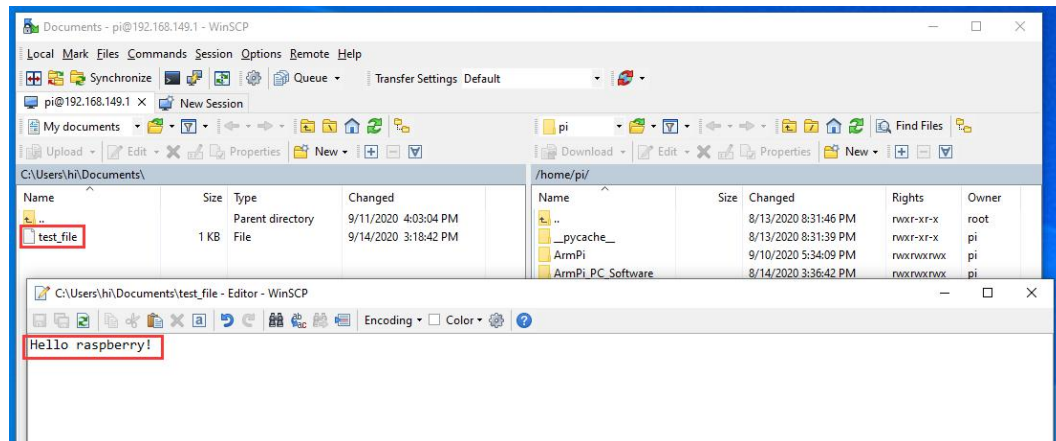 Documents - pi@192.168.149.1 - WinSCP
Local Mark Files Commands Session Options Remote Help
Synchronize Queue Transfer Settings Default
pi@192.168.149.1 × New Session
My documents pi Find Files
Upload Edit Properties New Download Edit Properties New
C:\Users\hi\Documents\ /home/pi/
Name Size Type Changed Name Size Changed Rights Owner
.. Parent directory 9/11/2020 4:03:04 PM .. 8/13/2020 8:31:46 PM rwxr-xr-x root
test_file 1 KB File 9/14/2020 3:18:42 PM __pycache__ 8/13/2020 8:31:39 PM rwxr-xr-x pi
ArmPi 9/10/2020 5:34:09 PM rwxrwxrwx pi
ArmPi_PC_Software 8/14/2020 3:36:42 PM rwxrwxrwx pi
C:\Users\hi\Documents\test_file - Editor - WinSCP
Encoding Color
Hello raspberry!